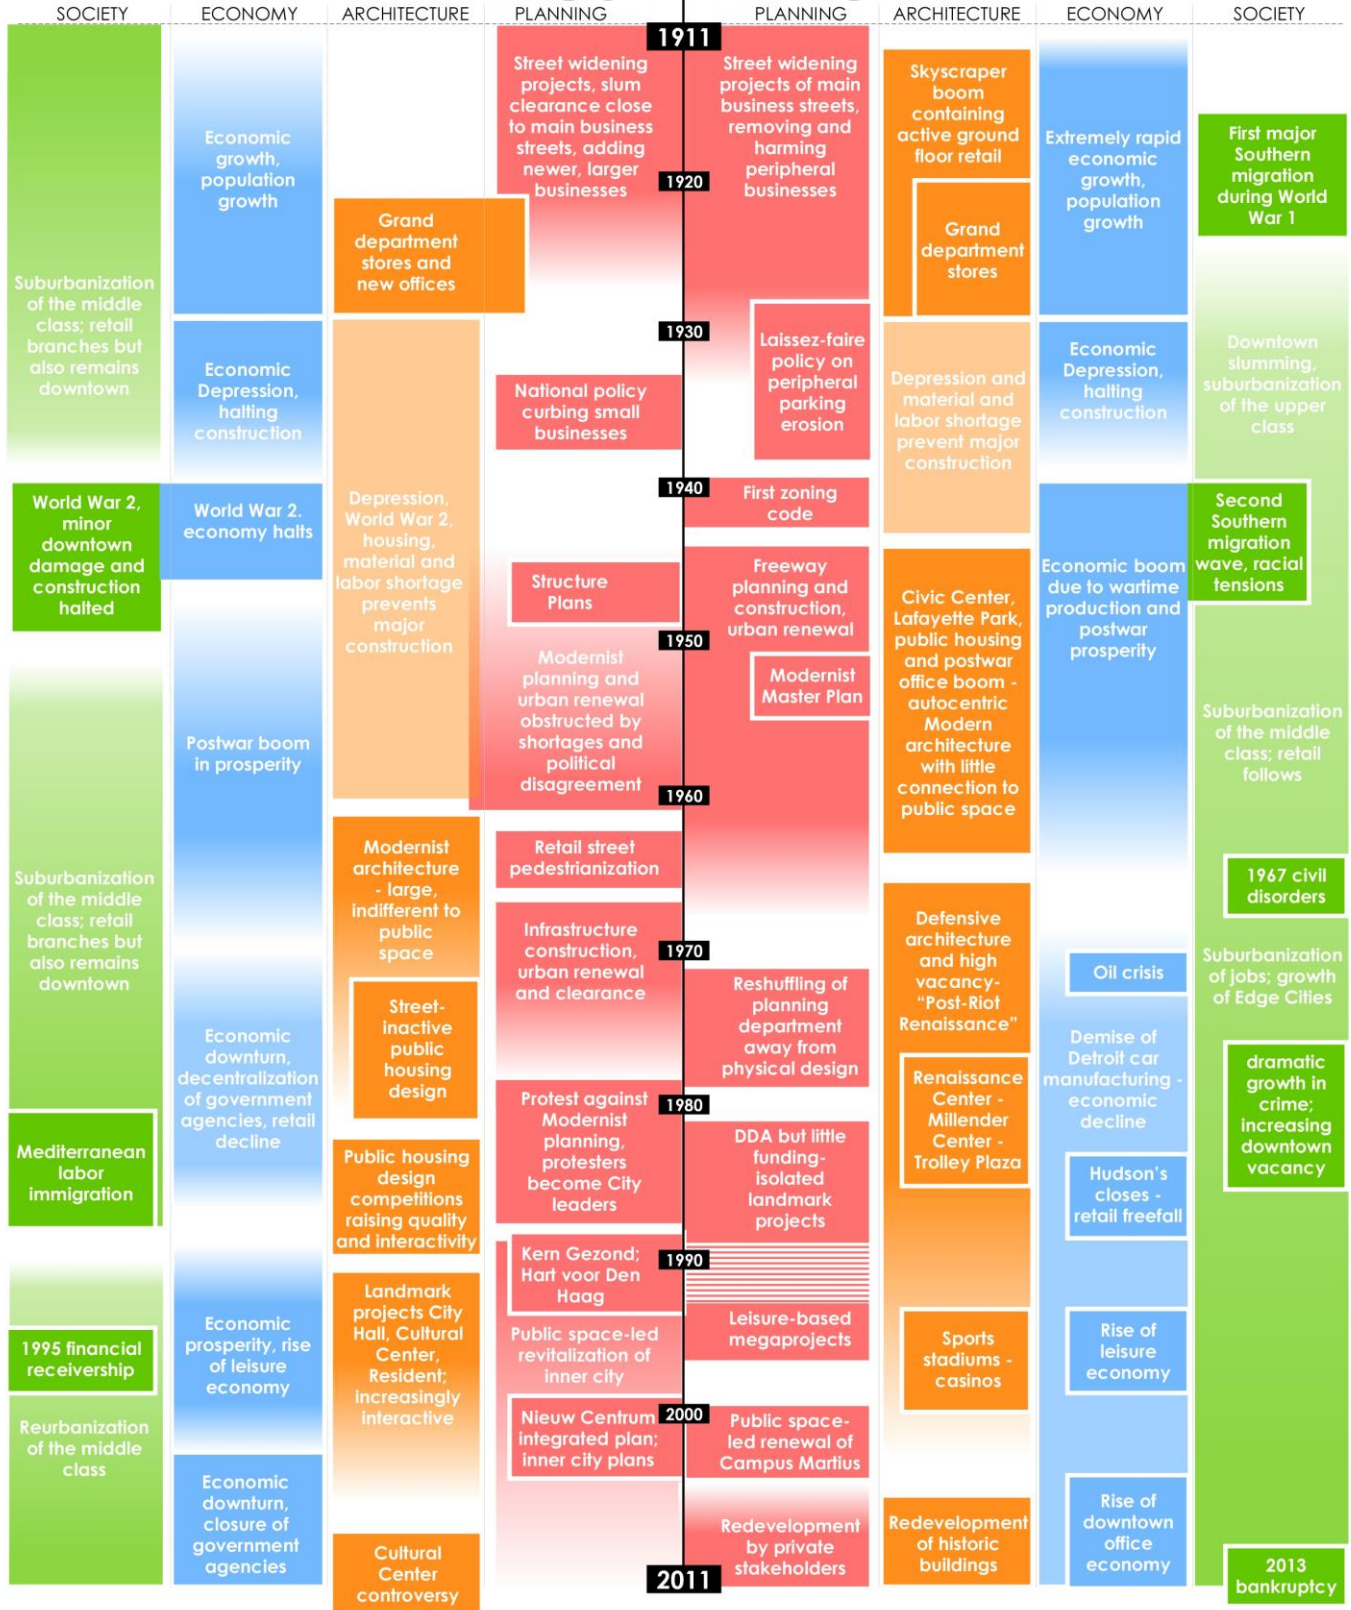 SOCIETY
ECONOMY
ARCHITECTURE
PLANNING
PLANNING
ARCHITECTURE
ECONOMY
SOCIETY
Suburbanization
of the middle
class; retail
branches but
also remains
downtown
World War 2,
minor
downtown
damage and
construction
halted
Suburbanization
of the middle
class; retail
branches but
also remains
downtown
Mediterranean
labor
immigration
1995 financial
receivership
Reurbanization
of the middle
class
Economic
growth,
population
growth
Economic
Depression,
halting
construction
World War 2.
economy halts
Postwar boom
in prosperity
Economic
downturn,
decentralization
of government
agencies, retail
decline
Economic
prosperity, rise
of leisure
economy
Economic
downturn,
closure of
government
agencies
Grand
department
stores and
new offices
Depression,
World War 2,
housing,
material and
labor shortage
prevents
major
construction
Modernist
architecture
- large,
indifferent to
public
space
Street-
inactive
public
housing
design
Public housing
design
competitions
raising quality
and interactivity
Landmark
projects City
Hall, Cultural
Center,
Resident;
increasingly
interactive
Cultural
Center
controversy
Street widening
projects, slum
clearance close
to main business
streets, adding
newer, larger
businesses
National policy
curbing small
businesses
Structure
Plans
Modernist
planning and
urban renewal
obstructed by
shortages and
political
disagreement
Retail street
pedestrianization
Infrastructure
construction,
urban renewal
and clearance
Protest against
Modernist
planning,
protesters
become City
leaders
Kern Gezond;
Hart voor Den
Haag
Public space-led
revitalization of
inner city
Nieuw Centrum
integrated plan;
inner city plans
1911
1920
1930
1940
1950
1960
1970
1980
1990
2000
2011
Street widening
projects of main
business streets,
removing and
harming
peripheral
businesses
Laissez-faire
policy on
peripheral
parking
erosion
First zoning
code
Freeway
planning and
construction,
urban renewal
Modernist
Master Plan
Reshuffling of
planning
department
away from
physical design
DDA but little
funding-
isolated
landmark
projects
Leisure-based
megaprojects
Public space-
led renewal of
Campus Martius
Redevelopment
by private
stakeholders
Skyscraper
boom
containing
active ground
floor retail
Grand
department
stores
Depression and
material and
labor shortage
prevent major
construction
Civic Center,
Lafayette Park,
public housing
and postwar
office boom -
autocentric
Modern
architecture
with little
connection to
public space
Defensive
architecture
and high
vacancy-
“Post-Riot
Renaissance”
Renaissance
Center -
Millender
Center -
Trolley Plaza
Sports
stadiums -
casinos
Redevelopment
of historic
buildings
Extremely rapid
economic
growth,
population
growth
Economic
Depression,
halting
construction
Economic boom
due to wartime
production and
postwar
prosperity
Oil crisis
Demise of
Detroit car
manufacturing -
economic
decline
Hudson's
closes -
retail freefall
Rise of
leisure
economy
Rise of
downtown
office
economy
First major
Southern
migration
during World
War 1
Downtown
slumming,
suburbanization
of the upper
class
Second
Southern
migration
wave, racial
tensions
Suburbanization
of the middle
class; retail
follows
1967 civil
disorders
Suburbanization
of jobs; growth
of Edge Cities
dramatic
growth in
crime;
increasing
downtown
vacancy
2013
bankruptcy